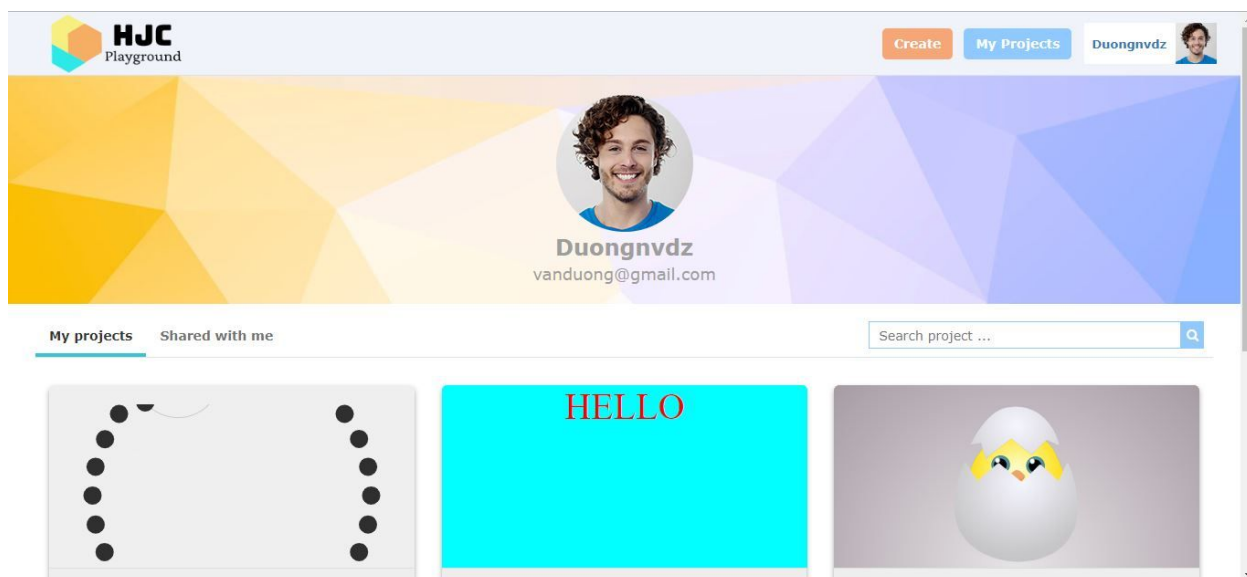 HJC
Playground
Create
My Projects
Duongnvdz
Duongnvdz
vanduong@gmail.com
My projects
Shared with me
Search project ...
HELLO